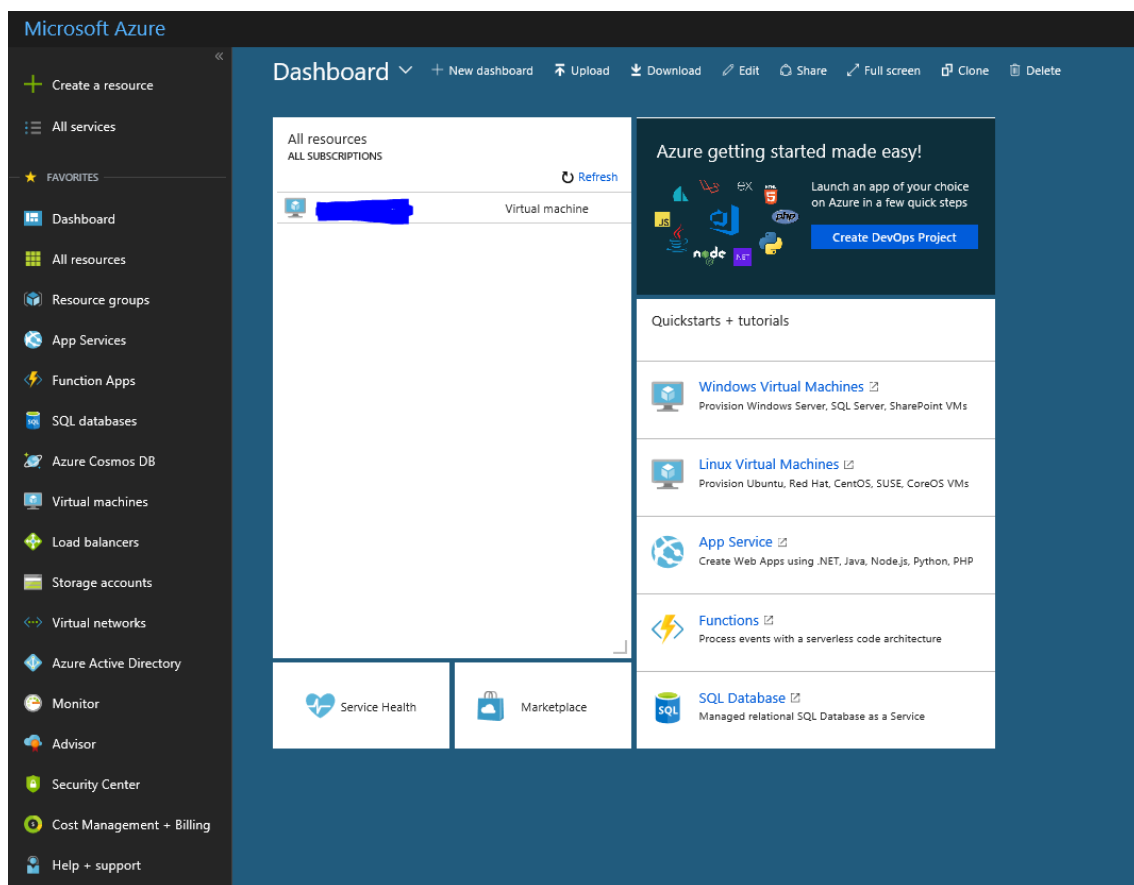 Microsoft Azure
«
Create a resource
All services
FAVORITES
Dashboard
All resources
Resource groups
App Services
Function Apps
SQL databases
Azure Cosmos DB
Virtual machines
Load balancers
Storage accounts
Virtual networks
Azure Active Directory
Monitor
Advisor
Security Center
Cost Management + Billing
Help + support
Dashboard
New dashboard
Upload
Download
Edit
Share
Full screen
Clone
Delete
All resources
ALL SUBSCRIPTIONS
Refresh
Virtual machine
Service Health
Marketplace
Azure getting started made easy!
ex
HTML
5
JS
php
node
.NET
Launch an app of your choice
on Azure in a few quick steps
Create DevOps Project
Quickstarts + tutorials
Windows Virtual Machines
Provision Windows Server, SQL Server, SharePoint VMs
Linux Virtual Machines
Provision Ubuntu, Red Hat, CentOS, SUSE, CoreOS VMs
App Service
Create Web Apps using .NET, Java, Node.js, Python, PHP
Functions
Process events with a serverless code architecture
SQL
SQL Database
Managed relational SQL Database as a Service